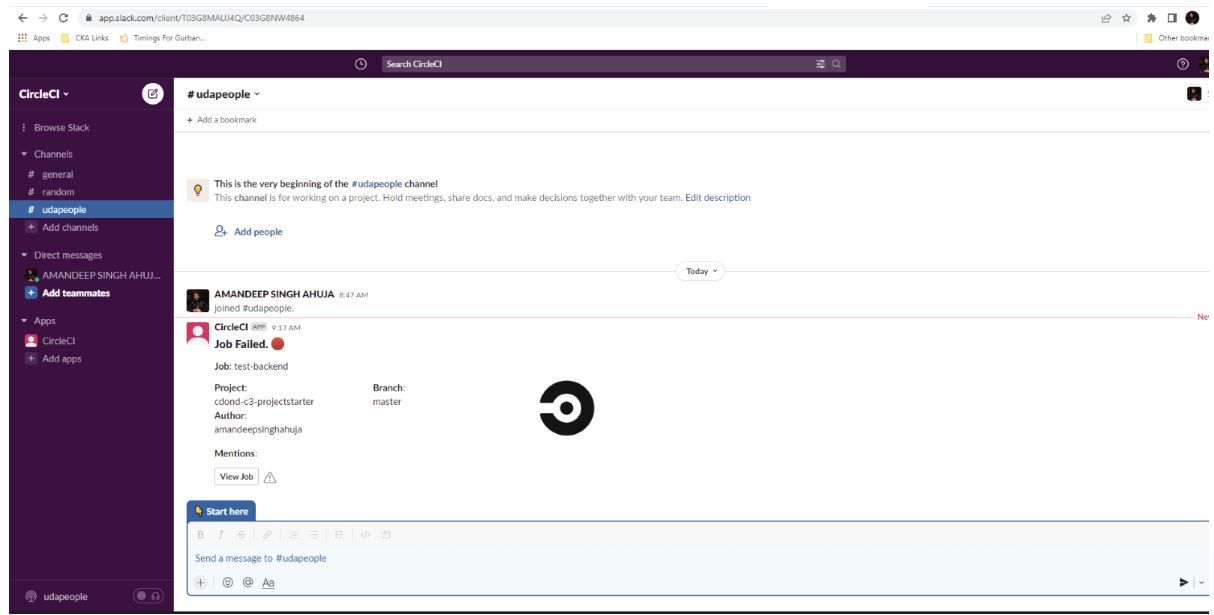 app.slack.com/client/T03G8MAUJ4Q/C03G8NW4864
Apps CKA Links Timings For Gurban... Other bookmar
Search CircleCI
CircleCI
Browse Slack
Channels
# general
# random
# udapeople
+ Add channels
Direct messages
AMANDEEP SINGH AHUJ...
+ Add teammates
Apps
CircleCI
+ Add apps
udapeople
# udapeople
+ Add a bookmark
This is the very beginning of the #udapeople channel
This channel is for working on a project. Hold meetings, share docs, and make decisions together with your team. Edit description
Add people
Today
AMANDEEP SINGH AHUJA 8:47 AM
joined #udapeople.
Ne
CircleCI APP 9:17 AM
Job Failed.
Job: test-backend
Project: Branch:
cdond-c3-projectstarter master
Author:
amandeepsinghahuja
Mentions:
View Job
Start here
B I S
Send a message to #udapeople
+ @ Aa